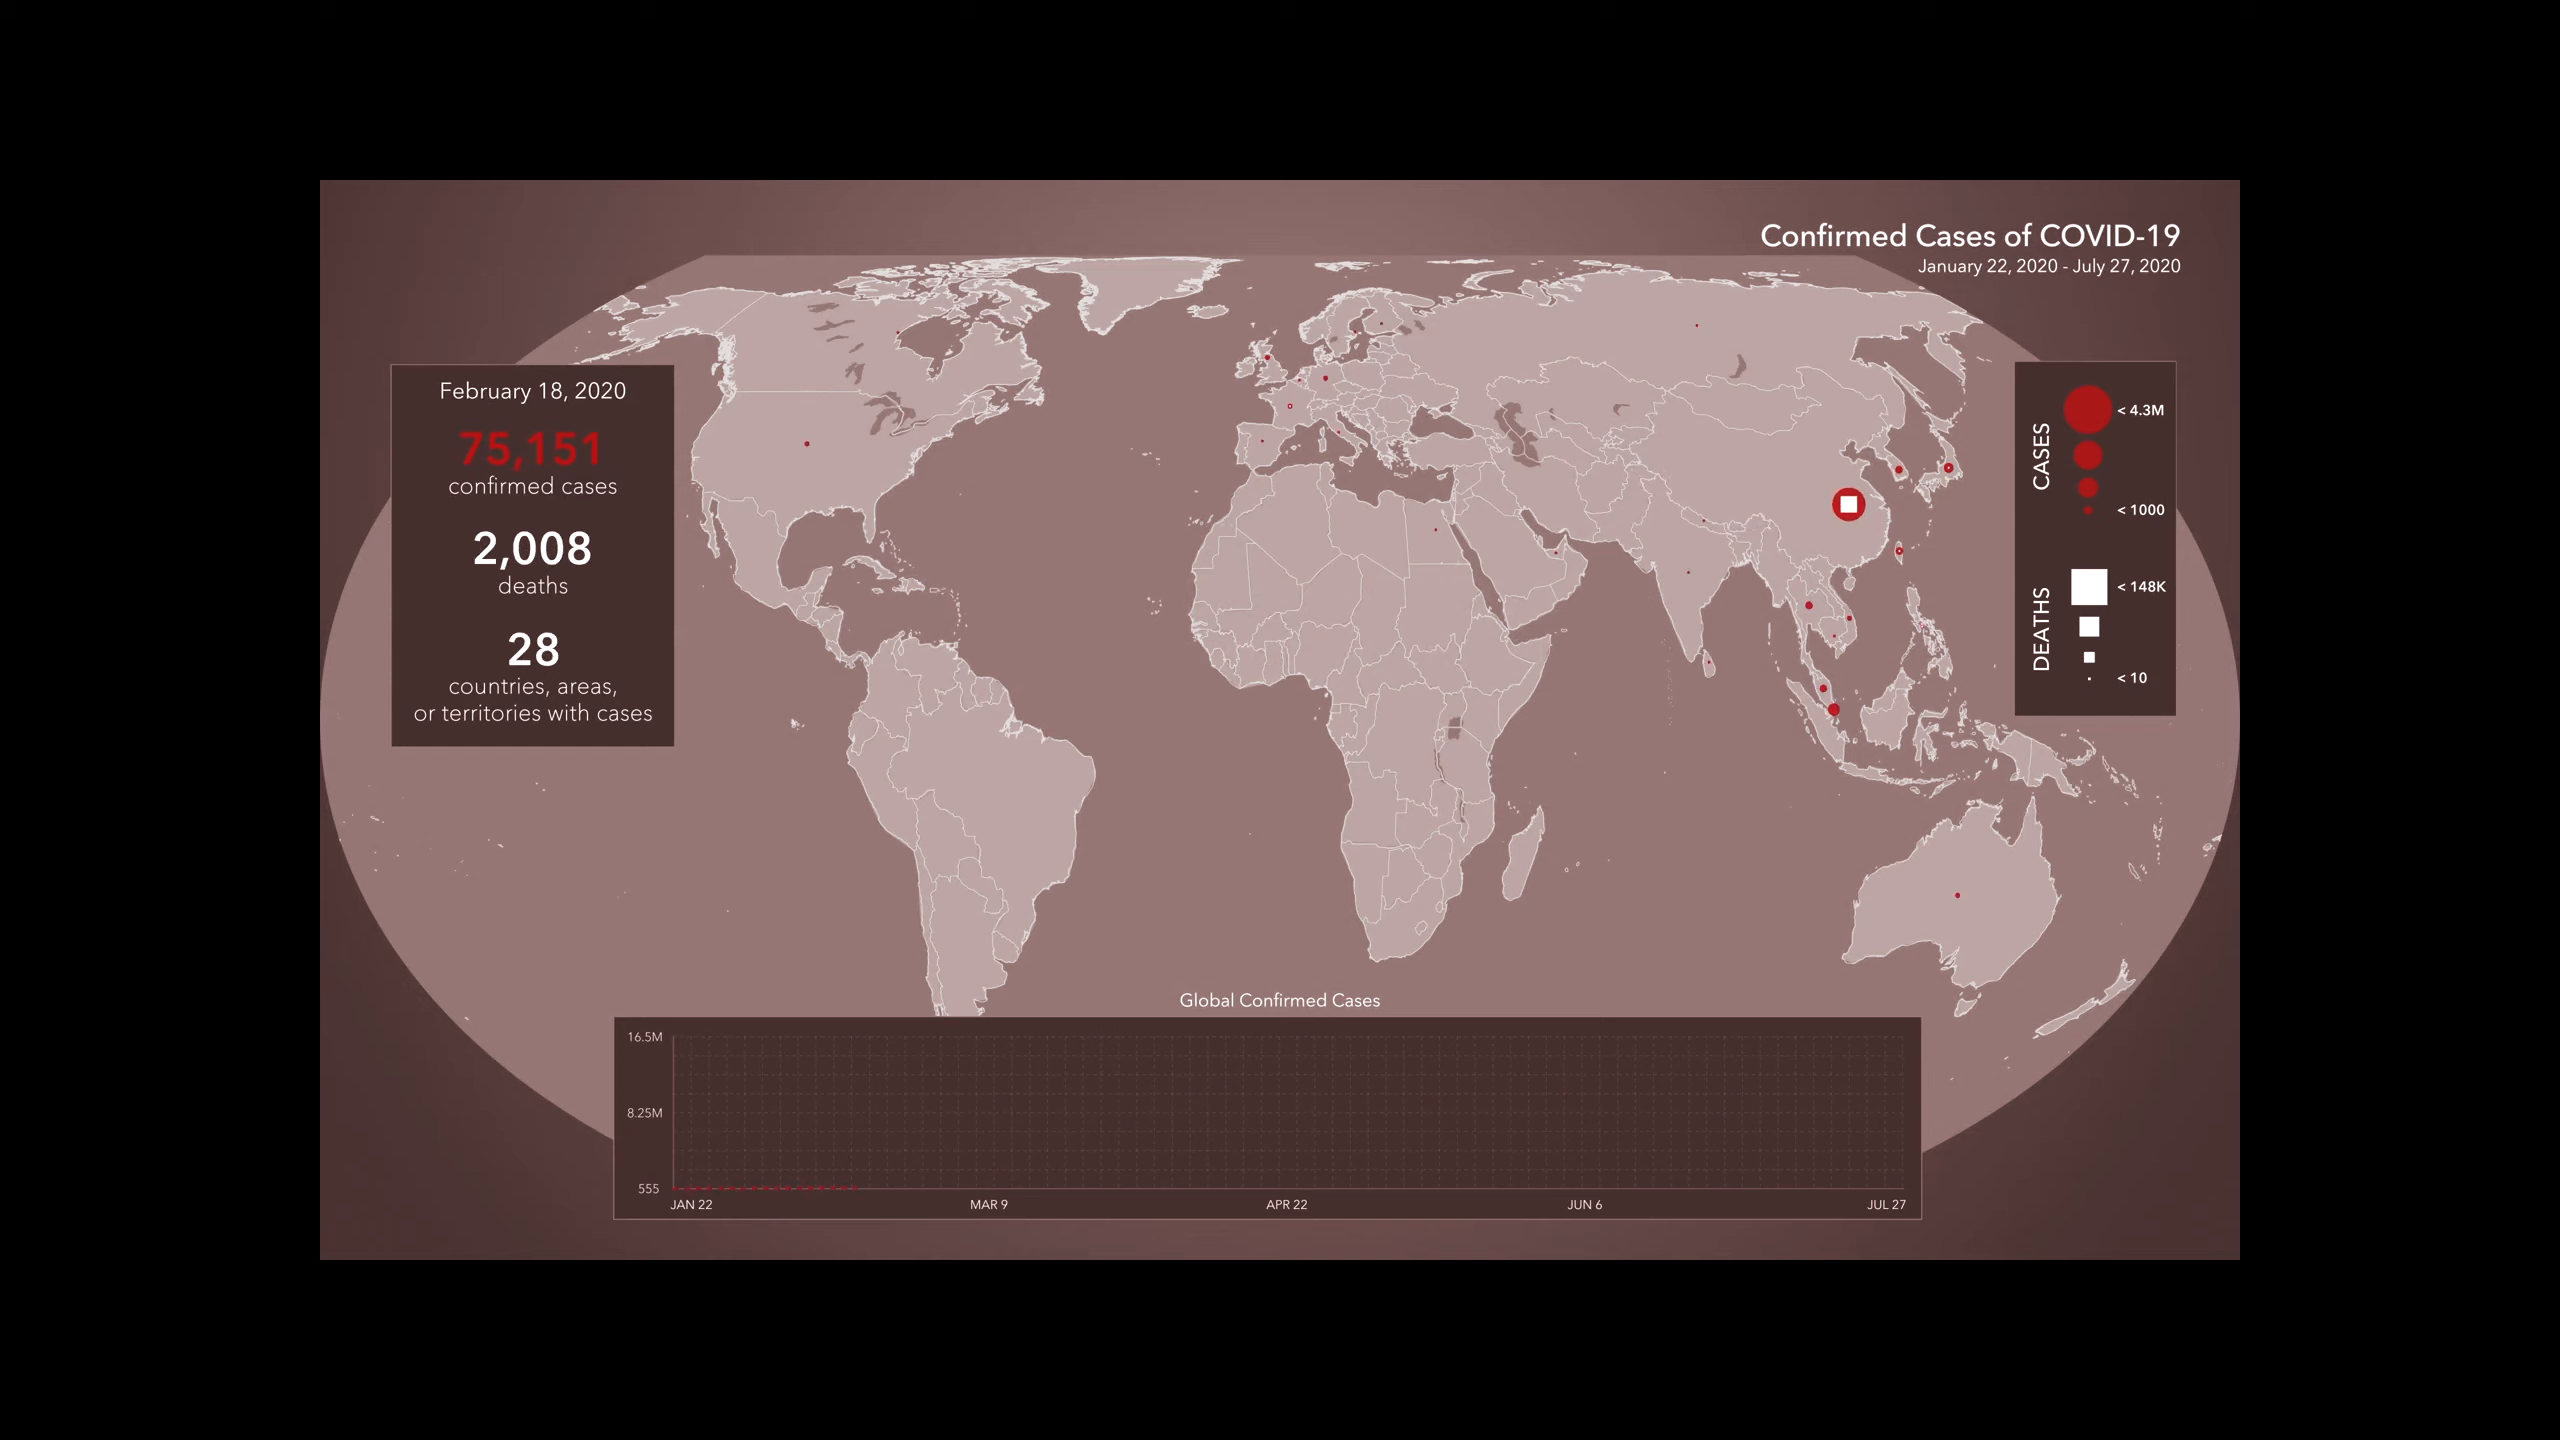 Confirmed Cases of COVID-19
January 22, 2020 - July 27, 2020
February 18, 2020
75,151
confirmed cases
2,008
deaths
28
countries, areas,
or territories with cases
CASES
< 4.3M
< 1000
DEATHS
< 148K
< 10
Global Confirmed Cases
16.5M
8.25M
555
JAN 22 MAR 9 APR 22 JUN 6 JUL 27